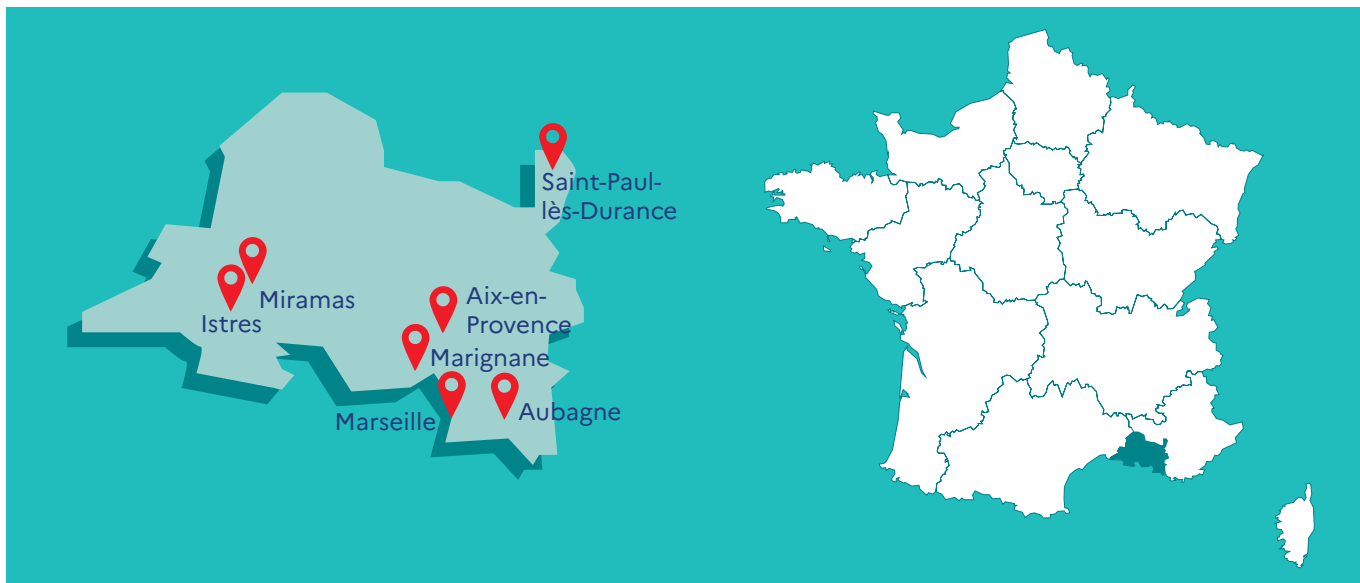 Saint-Paul-
lès-Durance
Miramas
Istres
Aix-en-
Provence
Marignane
Marseille
Aubagne